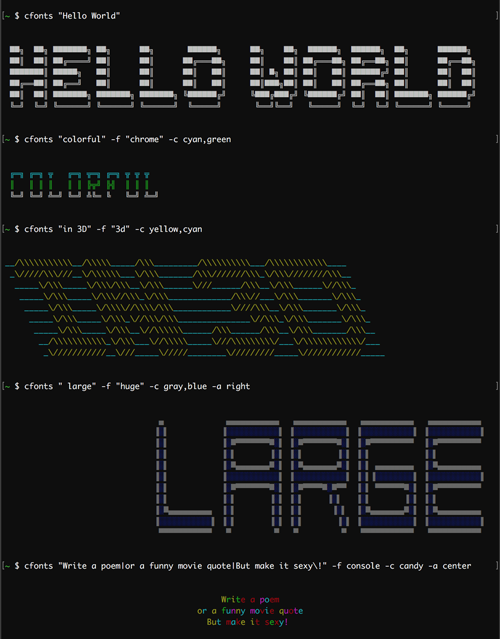 [~ $ cfonts "Hello World" ]
HELLO WORLD
[~ $ cfonts "colorful" -f "chrome" -c cyan,green ]
COLORFUL
[~ $ cfonts "in 3D" -f "3d" -c yellow,cyan ]
IN 3D
[~ $ cfonts " large" -f "huge" -c gray,blue -a right ]
LARGE
[~ $ cfonts "Write a poem|or a funny movie quote|But make it sexy\!" -f console -c candy -a center ]
Write a poem
or a funny movie quote
But make it sexy!